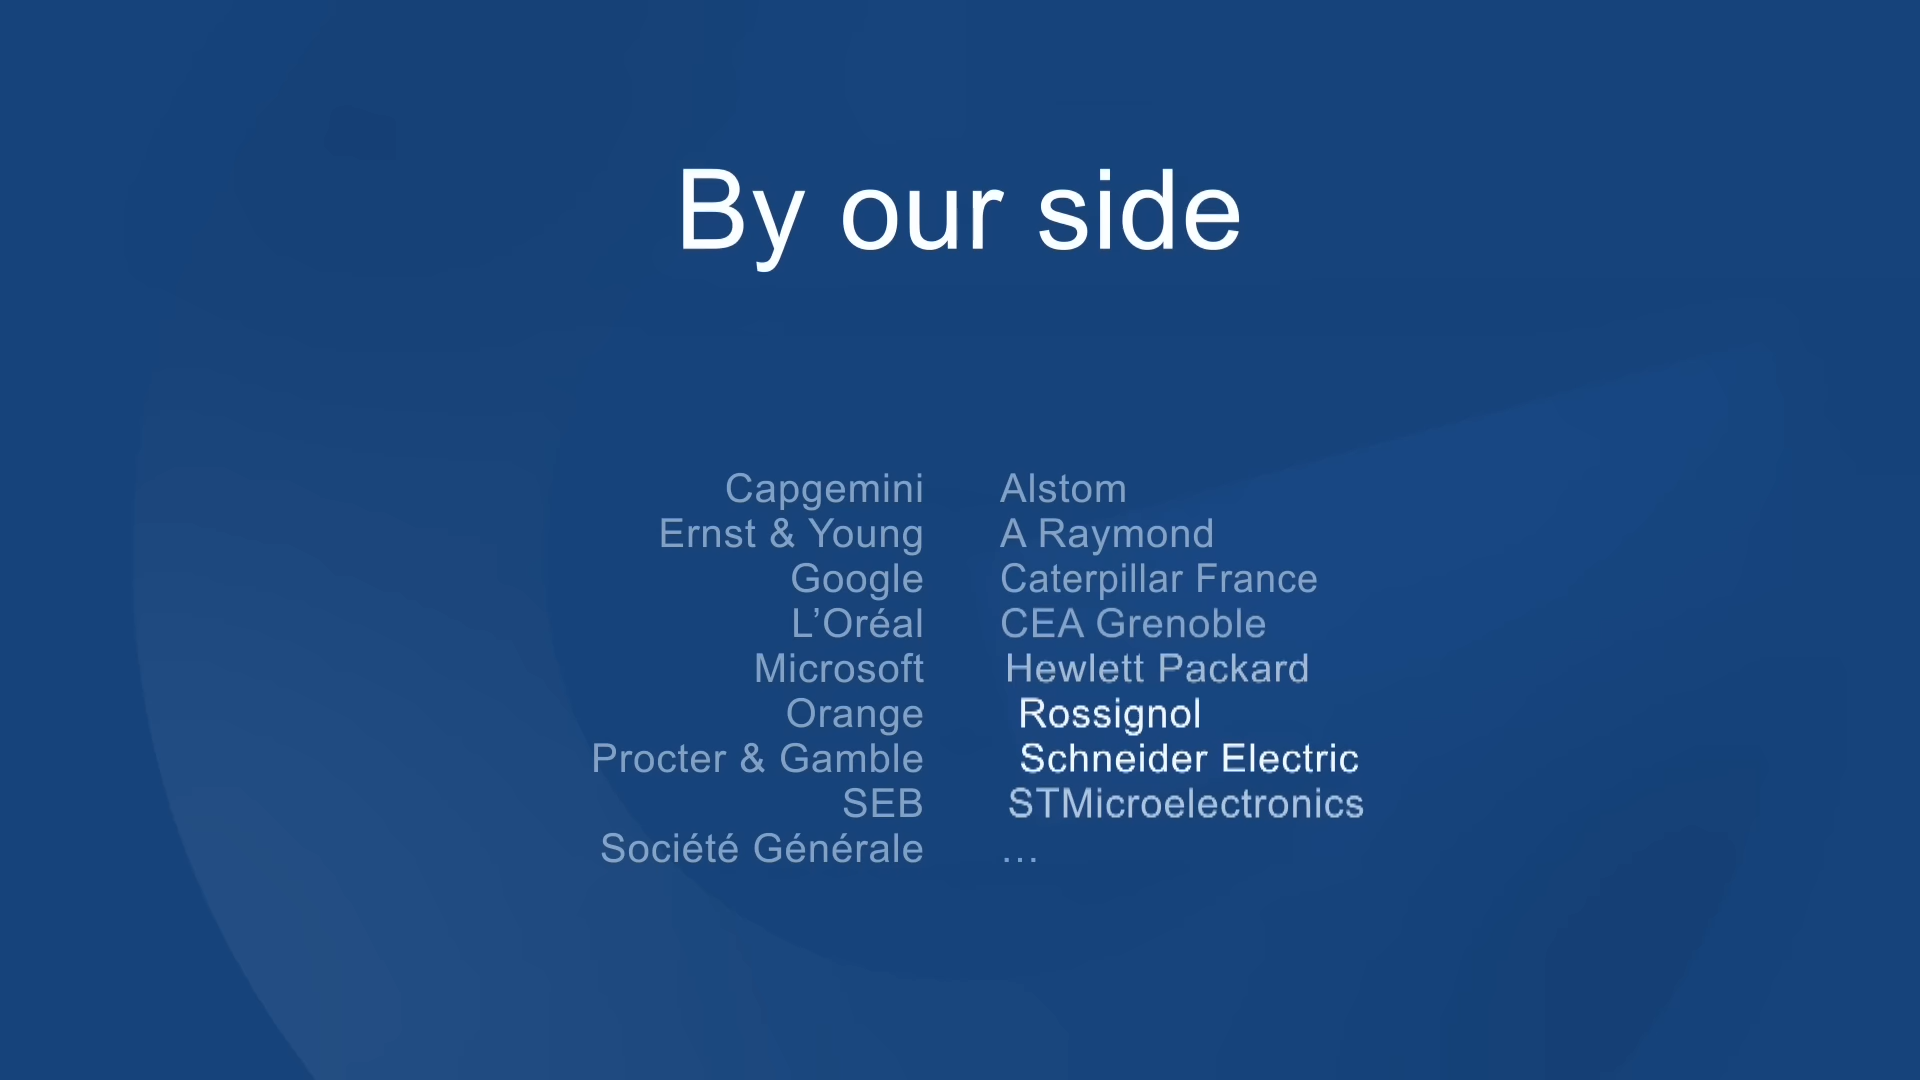 By our side
Capgemini
Ernst & Young
Google
L’Oréal
Microsoft
Orange
Procter & Gamble
SEB
Société Générale
Alstom
A Raymond
Caterpillar France
CEA Grenoble
Hewlett Packard
Rossignol
Schneider Electric
STMicroelectronics
…